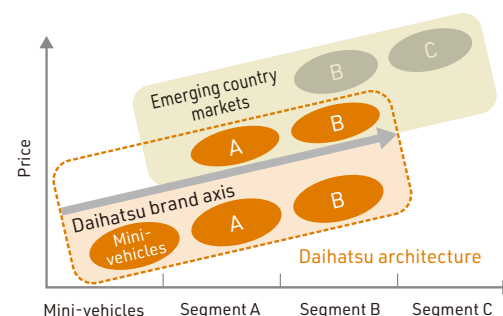 Price
Emerging country
markets
B
C
A
B
Daihatsu brand axis
Mini-
vehicles
A
B
Daihatsu architecture
Mini-vehicles
Segment A
Segment B
Segment C